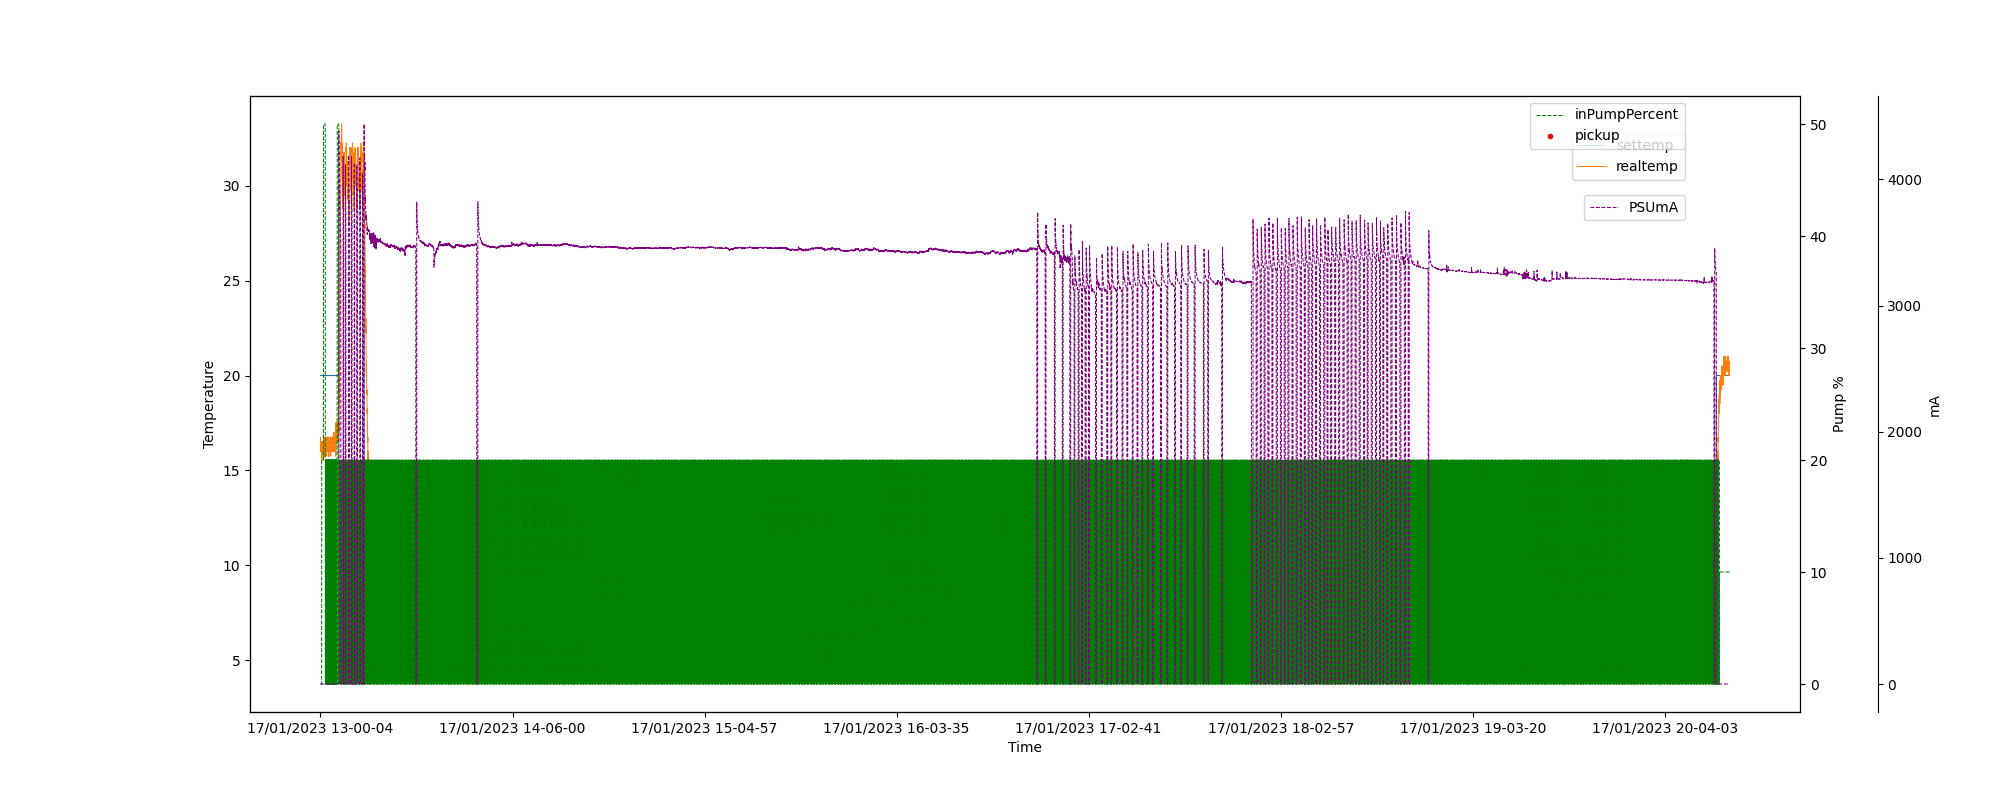 inPumpPercent
pickup
settemp
realtemp
PSUmA
30
25
20
15
10
5
Temperature
50
40
30
20
10
0
Pump %
4000
3000
2000
1000
0
mA
17/01/2023 13-00-04
17/01/2023 14-06-00
17/01/2023 15-04-57
17/01/2023 16-03-35
17/01/2023 17-02-41
17/01/2023 18-02-57
17/01/2023 19-03-20
17/01/2023 20-04-03
Time